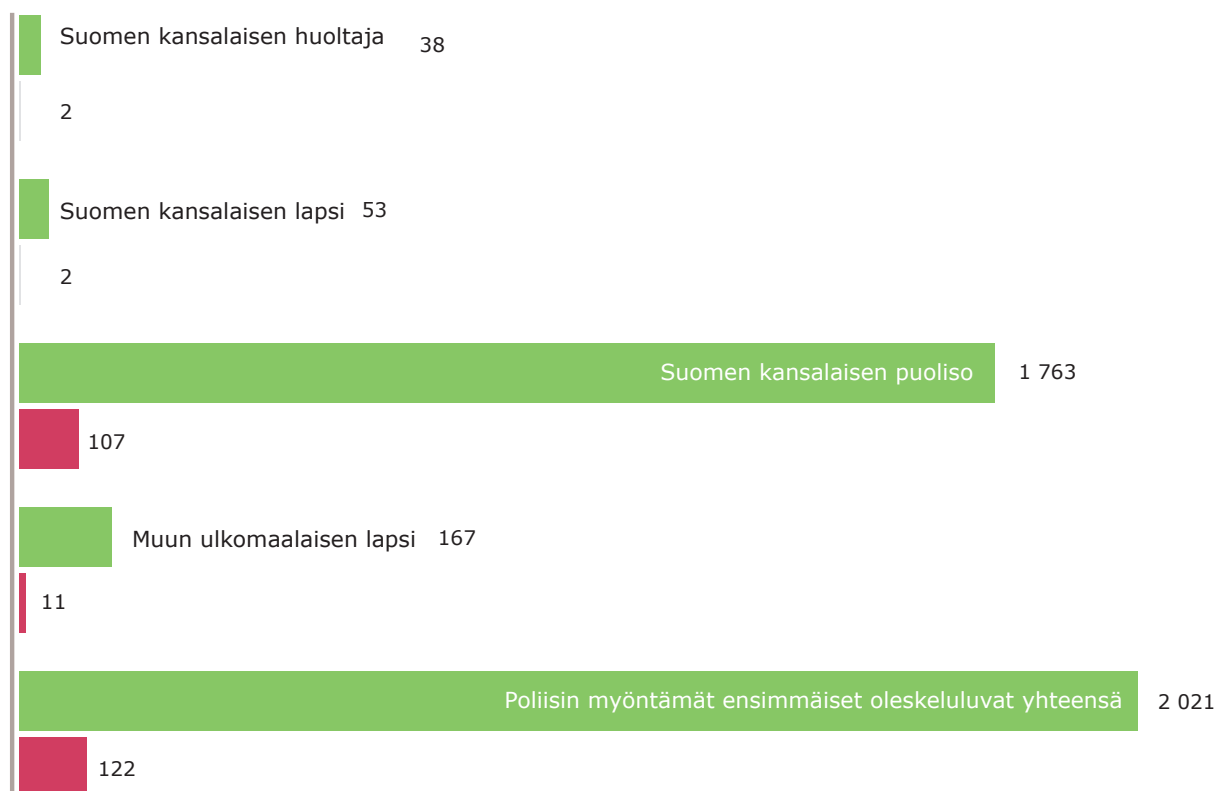 Suomen kansalaisen huoltaja 38
2
Suomen kansalaisen lapsi 53
2
Suomen kansalaisen puoliso 1 763
107
Muun ulkomaalaisen lapsi 167
11
Poliisin myöntämät ensimmäiset oleskeluluvat yhteensä 2 021
122